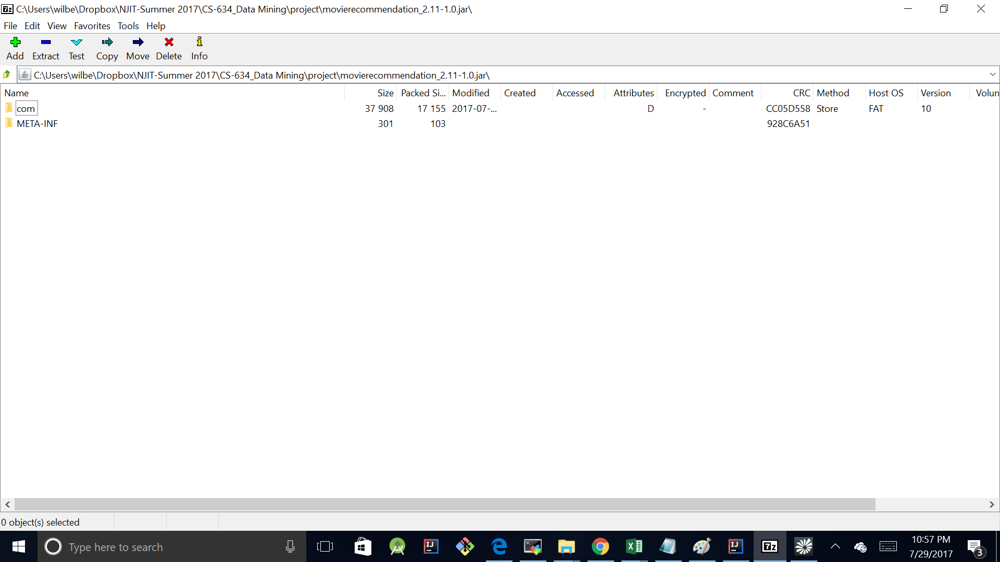 7z C:\Users\wilbe\Dropbox\NJIT-Summer 2017\CS-634_Data Mining\project\movierecommendation_2.11-1.0.jar\
File Edit View Favorites Tools Help
Add Extract Test Copy Move Delete Info
C:\Users\wilbe\Dropbox\NJIT-Summer 2017\CS-634_Data Mining\project\movierecommendation_2.11-1.0.jar\
Name Size Packed Si... Modified Created Accessed Attributes Encrypted Comment CRC Method Host OS Version Volun
com 37 908 17 155 2017-07-... D - CC05D558 Store FAT 10
META-INF 301 103 928C6A51
0 object(s) selected
Type here to search
IJ
IJ
7z
10:57 PM
7/29/2017
3